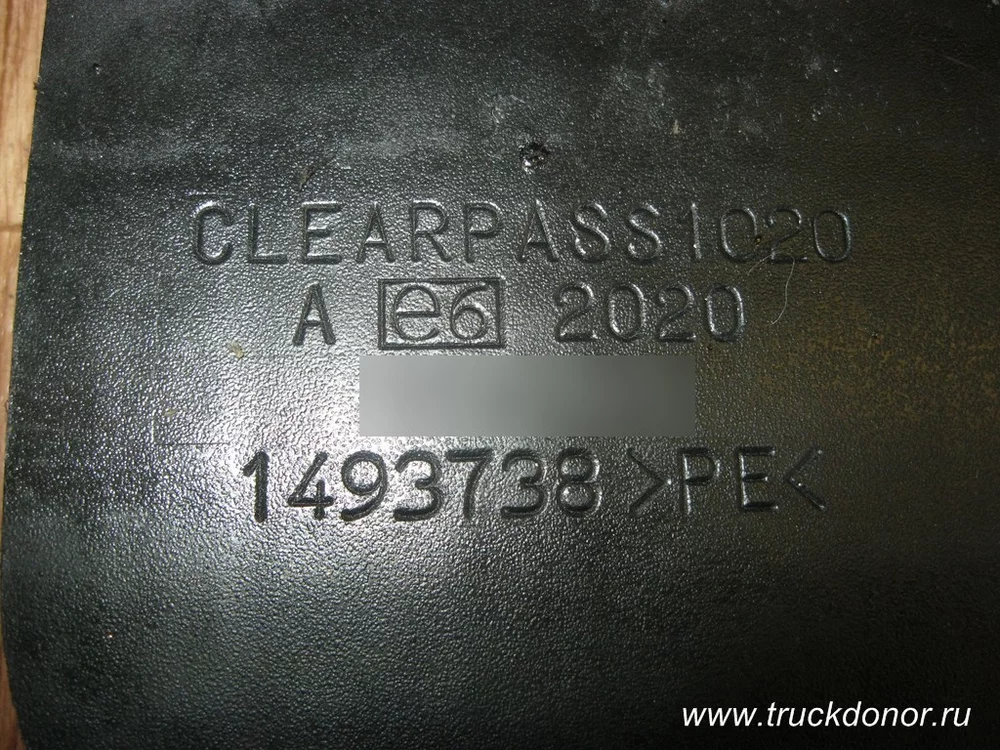 CLEARPASS1020
A e6 2020
1493738 >PE<
www.truckdonor.ru